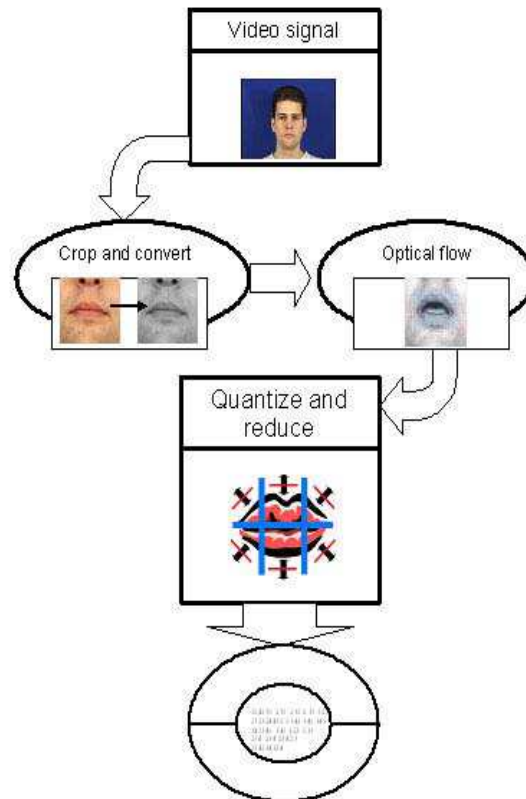 Video signal
Crop and convert
Optical flow
Quantize and
reduce